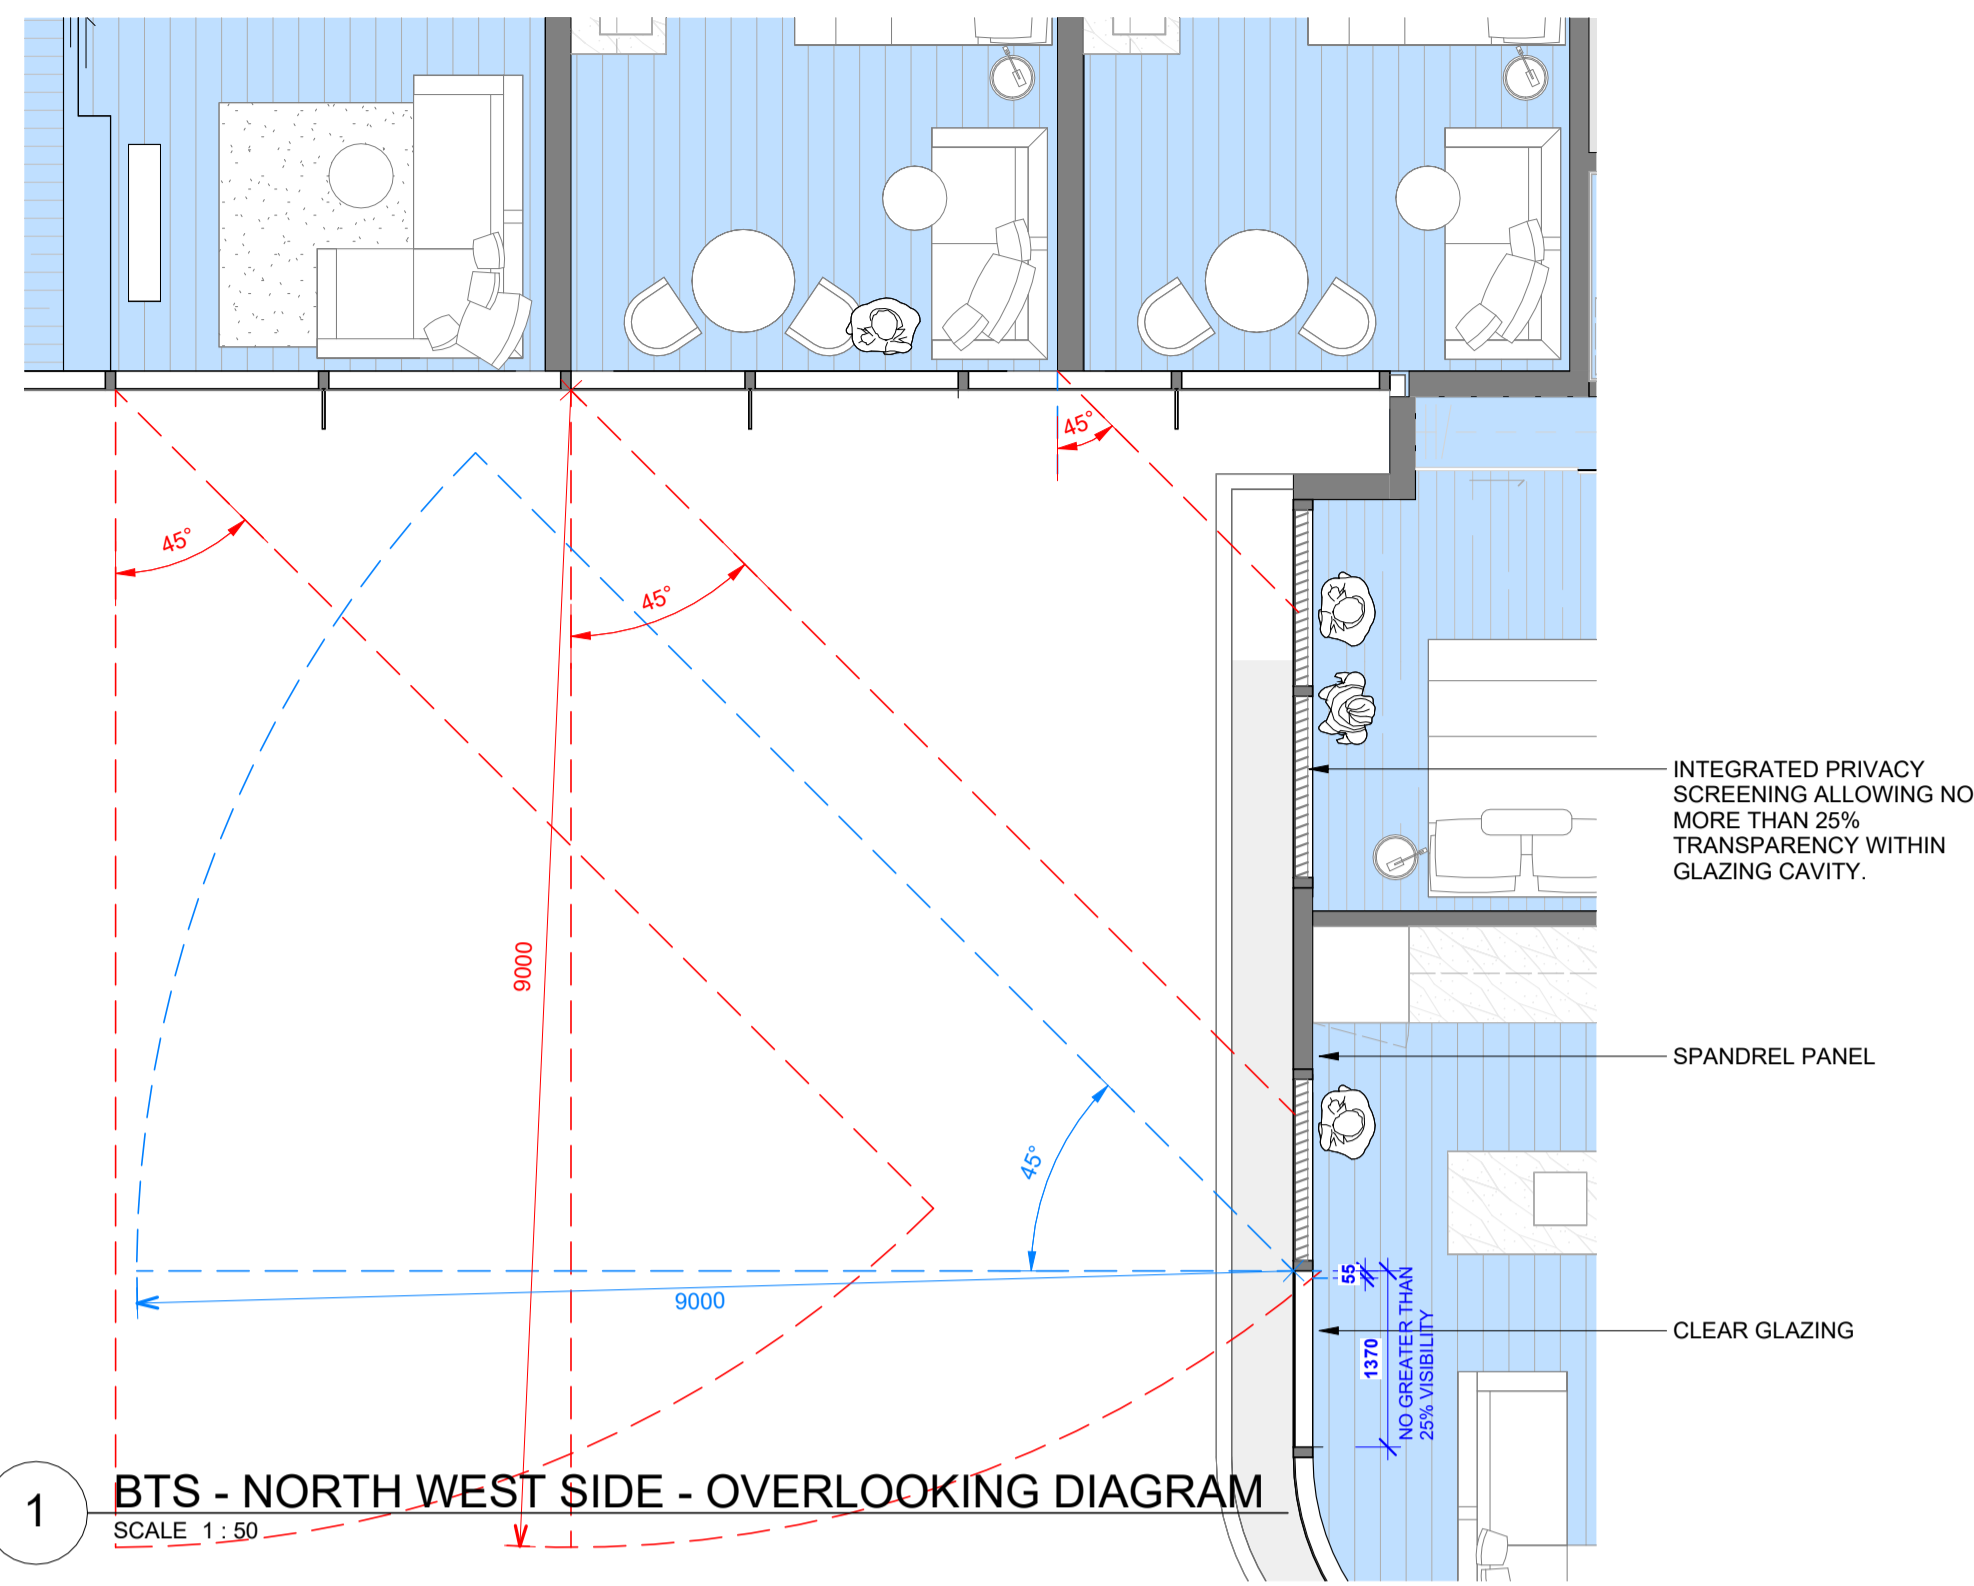 45°
45°
45°
INTEGRATED PRIVACY
SCREENING ALLOWING NO
MORE THAN 25%
TRANSPARENCY WITHIN
GLAZING CAVITY.
9000
SPANDREL PANEL
45°
55
9000
NO GREATER THAN
25% VISIBILITY
1370
CLEAR GLAZING
1
BTS - NORTH WEST SIDE - OVERLOOKING DIAGRAM
SCALE 1 : 50